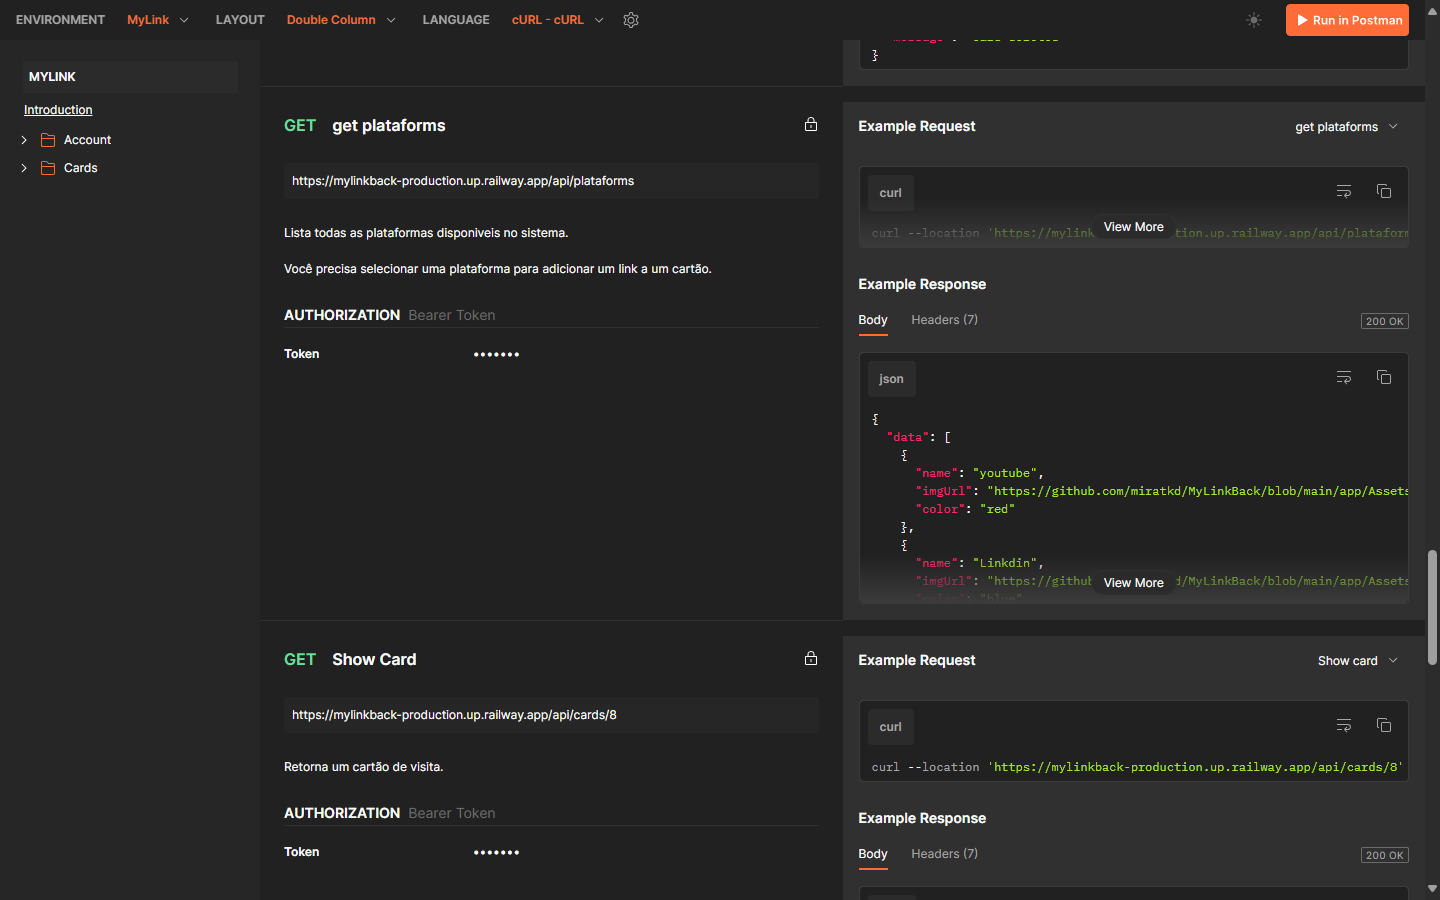 ENVIRONMENT MyLink LAYOUT Double Column LANGUAGE cURL - cURL Run in Postman
MYLINK
Introduction
Account
Cards
}
GET get plataforms
https://mylinkback-production.up.railway.app/api/plataforms
Lista todas as plataformas disponiveis no sistema.
Você precisa selecionar uma plataforma para adicionar um link a um cartão.
AUTHORIZATION Bearer Token
Token •••••••
Example Request get plataforms
curl
curl --location 'https://mylink View More tion.up.railway.app/api/plataform
Example Response
Body Headers (7) 200 OK
json
{
"data": [
{
"name": "youtube",
"imgUrl": "https://github.com/miratkd/MyLinkBack/blob/main/app/Assets
"color": "red"
},
{
"name": "Linkdin",
"imgUrl": "https://github View More d/MyLinkBack/blob/main/app/Assets
"color": "blue"
GET Show Card
https://mylinkback-production.up.railway.app/api/cards/8
Retorna um cartão de visita.
AUTHORIZATION Bearer Token
Token •••••••
Example Request Show card
curl
curl --location 'https://mylinkback-production.up.railway.app/api/cards/8'
Example Response
Body Headers (7) 200 OK